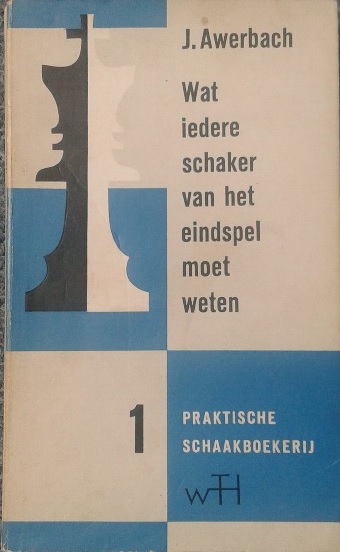 J. Awerbach
Wat
iedere
schaker
van het
eindspel
moet
weten
1
PRAKTISCHE
SCHAAKBOEKERIJ
WTH